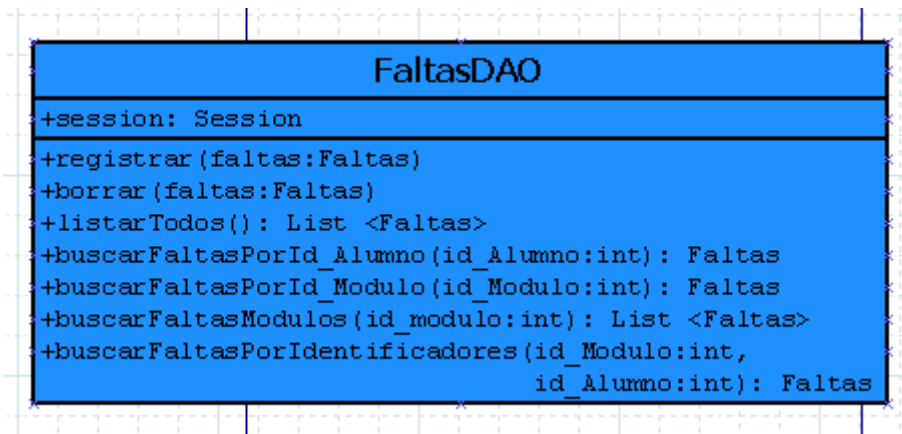 FaltasDAO
+session: Session
+registrar(faltas:Faltas)
+borrar(faltas:Faltas)
+listarTodos(): List <Faltas>
+buscarFaltasPorId_Alumno(id_Alumno:int): Faltas
+buscarFaltasPorId_Modulo(id_Modulo:int): Faltas
+buscarFaltasModulos(id_modulo:int): List <Faltas>
+buscarFaltasPorIdentificadores(id_Modulo:int,
id_Alumno:int): Faltas